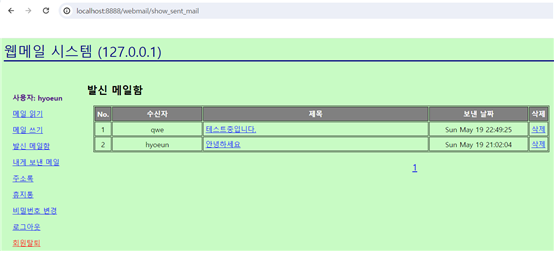 localhost:8888/webmail/show_sent_mail
웹메일 시스템 (127.0.0.1)
사용자: hyoeun
메일 읽기
메일 쓰기
발신 메일함
내게 보낸 메일
주소록
휴지통
비밀번호 변경
로그아웃
회원탈퇴
발신 메일함
No. 수신자 제목 보낸 날짜 삭제
1 qwe 테스트중입니다. Sun May 19 22:49:25 삭제
2 hyoeun 안녕하세요 Sun May 19 21:02:04 삭제
1